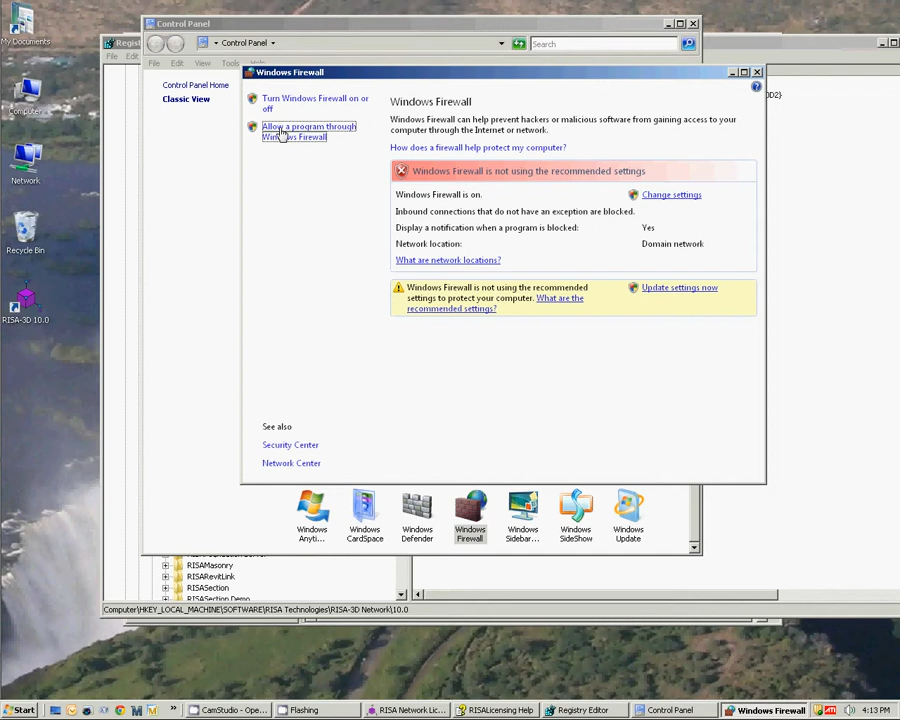 My Documents
Computer
Network
Recycle Bin
RISA-3D 10.0
Control Panel
Control Panel
Search
File
Edit
View
Tools
Help
Control Panel Home
Classic View
Windows Firewall
Turn Windows Firewall on or
off
Allow a program through
Windows Firewall
Windows Firewall
Windows Firewall can help prevent hackers or malicious software from gaining access to your
computer through the Internet or network.
How does a firewall help protect my computer?
Windows Firewall is not using the recommended settings
Windows Firewall is on.
Change settings
Inbound connections that do not have an exception are blocked.
Display a notification when a program is blocked: Yes
Network location: Domain network
What are network locations?
Windows Firewall is not using the recommended
settings to protect your computer. What are the
recommended settings?
Update settings now
See also
Security Center
Network Center
Windows Anyti...
Windows CardSpace
Windows Defender
Windows Firewall
Windows Sidebar...
Windows SideShow
Windows Update
RISAMasonry
RISARevitLink
RISASection
RISASection Demo
Computer\HKEY_LOCAL_MACHINE\SOFTWARE\RISA Technologies\RISA-3D Network\10.0
Start
CamStudio - Ope...
Flashing
RISA Network Lic...
RISALicensing Help
Registry Editor
Control Panel
Windows Firewall
4:13 PM